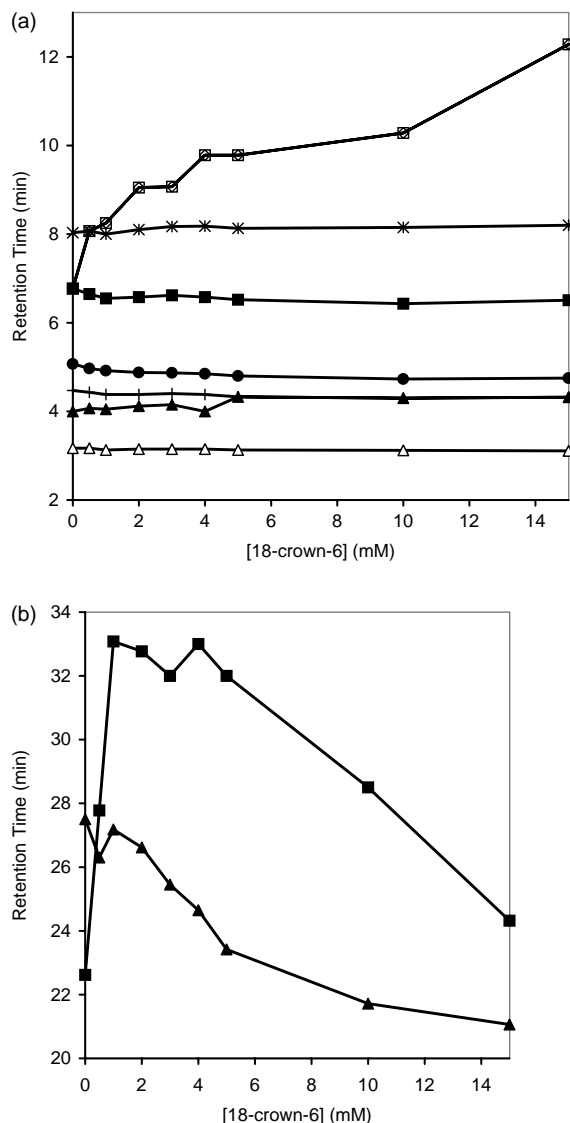 (a)
12
10
8
6
4
2
Retention Time (min)
0 2 4 6 8 10 12 14
[18-crown-6] (mM)
(b)
34
32
30
28
26
24
22
20
Retention Time (min)
0 2 4 6 8 10 12 14
[18-crown-6] (mM)